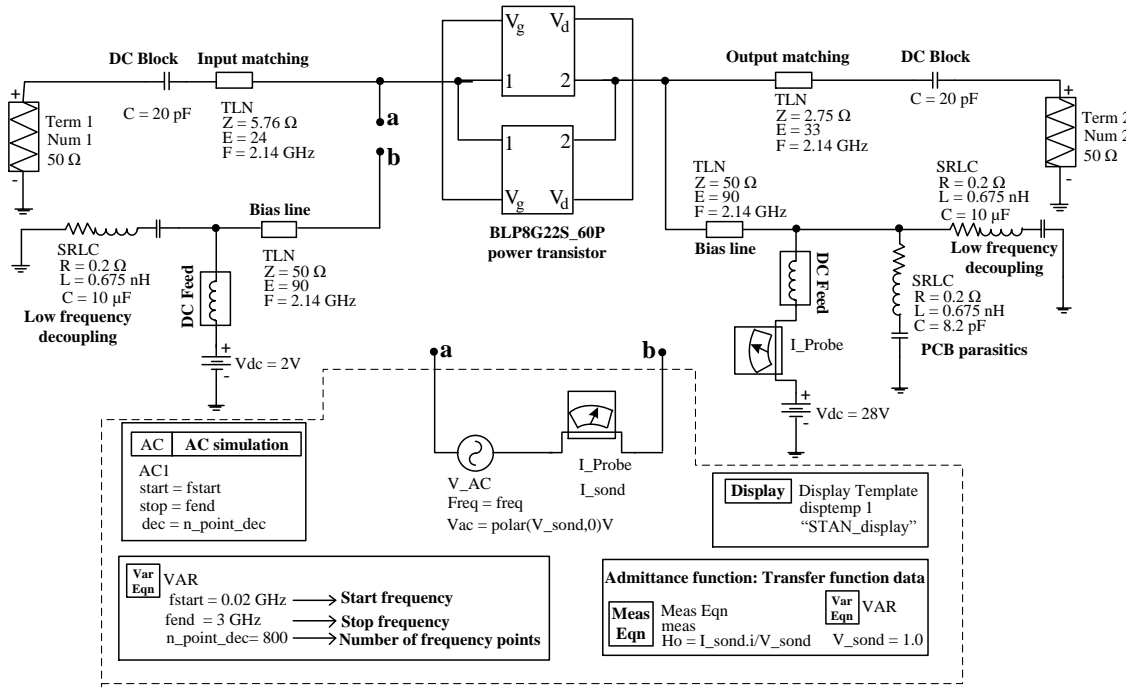 DC Block
Input matching
+
Term 1
Num 1
50 Ω
-
C = 20 pF
TLN
Z = 5.76 Ω
E = 24
F = 2.14 GHz
a
b
Vg
Vd
1
2
1
2
Vg
Vd
BLP8G22S_60P
power transistor
Output matching
DC Block
TLN
Z = 2.75 Ω
E = 33
F = 2.14 GHz
C = 20 pF
+
Term 2
Num 2
50 Ω
-
SRLC
R = 0.2 Ω
L = 0.675 nH
C = 10 µF
Low frequency
decoupling
Bias line
TLN
Z = 50 Ω
E = 90
F = 2.14 GHz
DC Feed
+
-
Vdc = 2V
TLN
Z = 50 Ω
E = 90
F = 2.14 GHz
Bias line
DC Feed
I_Probe
+
-
Vdc = 28V
SRLC
R = 0.2 Ω
L = 0.675 nH
C = 10 µF
Low frequency
decoupling
SRLC
R = 0.2 Ω
L = 0.675 nH
C = 8.2 pF
PCB parasitics
a
b
V_AC
Freq = freq
Vac = polar(V_sond,0)V
I_Probe
I_sond
AC AC simulation
AC1
start = fstart
stop = fend
dec = n_point_dec
Display Display Template
disptemp 1
“STAN_display”
Var
Eqn
VAR
fstart = 0.02 GHz Start frequency
fend = 3 GHz Stop frequency
n_point_dec= 800 Number of frequency points
Admittance function: Transfer function data
Meas
Eqn
Meas Eqn
meas
Ho = I_sond.i/V_sond
Var
Eqn
VAR
V_sond = 1.0